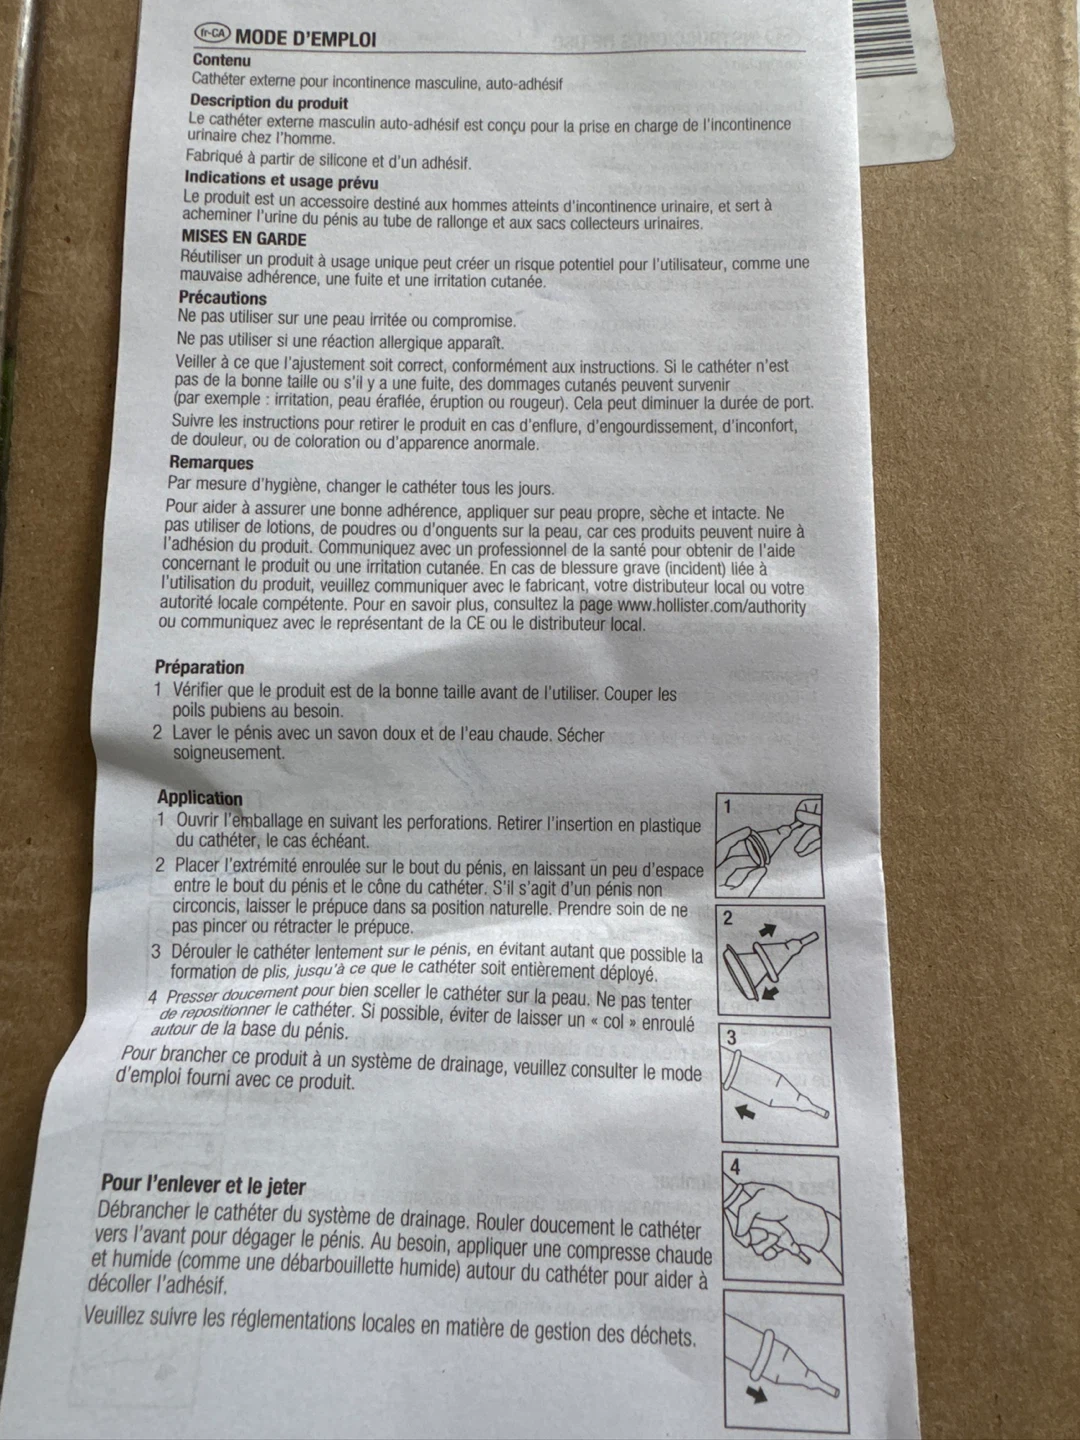 fr-CA MODE D'EMPLOI
Contenu
Cathéter externe pour incontinence masculine, auto-adhésif
Description du produit
Le cathéter externe masculin auto-adhésif est conçu pour la prise en charge de l'incontinence
urinaire chez l'homme.
Fabriqué à partir de silicone et d'un adhésif.
Indications et usage prévu
Le produit est un accessoire destiné aux hommes atteints d'incontinence urinaire, et sert à
acheminer l'urine du pénis au tube de rallonge et aux sacs collecteurs urinaires.
MISES EN GARDE
Réutiliser un produit à usage unique peut créer un risque potentiel pour l'utilisateur, comme une
mauvaise adhérence, une fuite et une irritation cutanée.
Précautions
Ne pas utiliser sur une peau irritée ou compromise.
Ne pas utiliser si une réaction allergique apparaît.
Veiller à ce que l'ajustement soit correct, conformément aux instructions. Si le cathéter n'est
pas de la bonne taille ou s'il y a une fuite, des dommages cutanés peuvent survenir
(par exemple : irritation, peau éraflée, éruption ou rougeur). Cela peut diminuer la durée de port.
Suivre les instructions pour retirer le produit en cas d'enflure, d'engourdissement, d'inconfort,
de douleur, ou de coloration ou d'apparence anormale.
Remarques
Par mesure d'hygiène, changer le cathéter tous les jours.
Pour aider à assurer une bonne adhérence, appliquer sur peau propre, sèche et intacte. Ne
pas utiliser de lotions, de poudres ou d'onguents sur la peau, car ces produits peuvent nuire à
l'adhésion du produit. Communiquez avec un professionnel de la santé pour obtenir de l'aide
concernant le produit ou une irritation cutanée. En cas de blessure grave (incident) liée à
l'utilisation du produit, veuillez communiquer avec le fabricant, votre distributeur local ou votre
autorité locale compétente. Pour en savoir plus, consultez la page www.hollister.com/authority
ou communiquez avec le représentant de la CE ou le distributeur local.
Préparation
1 Vérifier que le produit est de la bonne taille avant de l'utiliser. Couper les
poils pubiens au besoin.
2 Laver le pénis avec un savon doux et de l'eau chaude. Sécher
soigneusement.
Application
1 Ouvrir l'emballage en suivant les perforations. Retirer l'insertion en plastique
du cathéter, le cas échéant.
2 Placer l'extrémité enroulée sur le bout du pénis, en laissant un peu d'espace
entre le bout du pénis et le cône du cathéter. S'il s'agit d'un pénis non
circoncis, laisser le prépuce dans sa position naturelle. Prendre soin de ne
pas pincer ou rétracter le prépuce.
3 Dérouler le cathéter lentement sur le pénis, en évitant autant que possible la
formation de plis, jusqu'à ce que le cathéter soit entièrement déployé.
4 Presser doucement pour bien sceller le cathéter sur la peau. Ne pas tenter
de repositionner le cathéter. Si possible, éviter de laisser un « col » enroulé
autour de la base du pénis.
Pour brancher ce produit à un système de drainage, veuillez consulter le mode
d'emploi fourni avec ce produit.
Pour l'enlever et le jeter
Débrancher le cathéter du système de drainage. Rouler doucement le cathéter
vers l'avant pour dégager le pénis. Au besoin, appliquer une compresse chaude
et humide (comme une débarbouillette humide) autour du cathéter pour aider à
décoller l'adhésif.
Veuillez suivre les réglementations locales en matière de gestion des déchets.
1
2
3
4